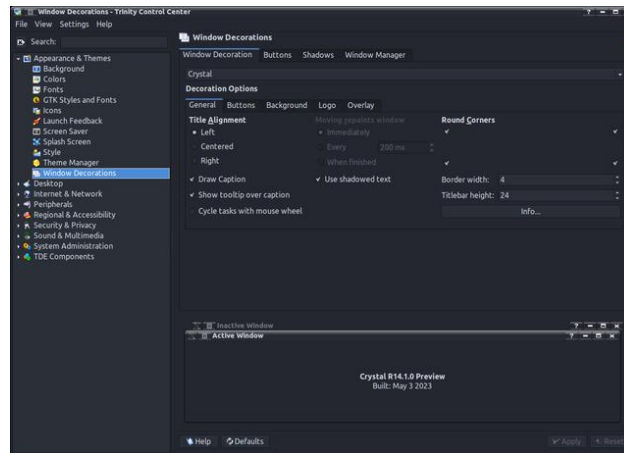 Window Decorations - Trinity Control Center
File View Settings Help
Search:
Appearance & Themes
Background
Colors
Fonts
GTK Styles and Fonts
Icons
Launch Feedback
Screen Saver
Splash Screen
Style
Theme Manager
Window Decorations
Desktop
Internet & Network
Peripherals
Regional & Accessibility
Security & Privacy
Sound & Multimedia
System Administration
TDE Components
Window Decorations
Window Decoration Buttons Shadows Window Manager
Crystal
Decoration Options
General Buttons Background Logo Overlay
Title Alignment Moving repaints window Round Corners
Left Immediately
Centered Every 200 ms
Right When finished
Draw Caption Use shadowed text Border width: 4
Show tooltip over caption Titlebar height: 24
Cycle tasks with mouse wheel Info...
Inactive Window
Active Window
Crystal R14.1.0 Preview
Built: May 3 2023
Help Defaults Apply Reset